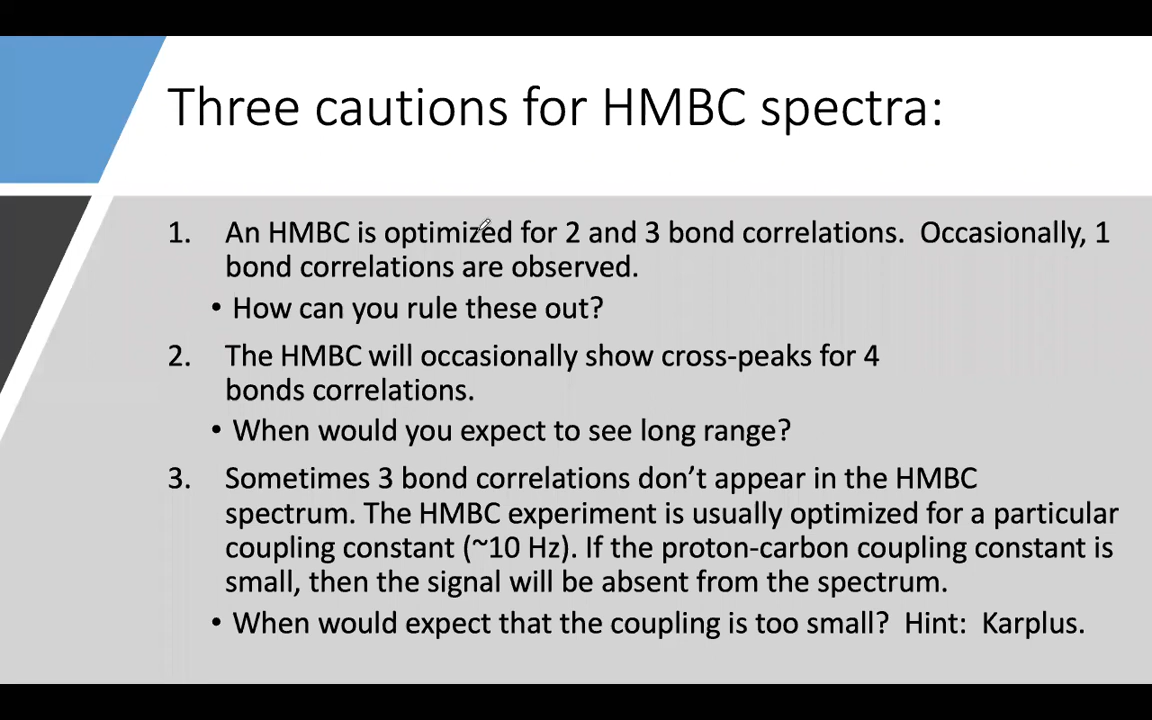 Three cautions for HMBC spectra:
1. An HMBC is optimized for 2 and 3 bond correlations. Occasionally, 1
bond correlations are observed.
• How can you rule these out?
2. The HMBC will occasionally show cross-peaks for 4
bonds correlations.
• When would you expect to see long range?
3. Sometimes 3 bond correlations don’t appear in the HMBC
spectrum. The HMBC experiment is usually optimized for a particular
coupling constant (~10 Hz). If the proton-carbon coupling constant is
small, then the signal will be absent from the spectrum.
• When would expect that the coupling is too small? Hint: Karplus.